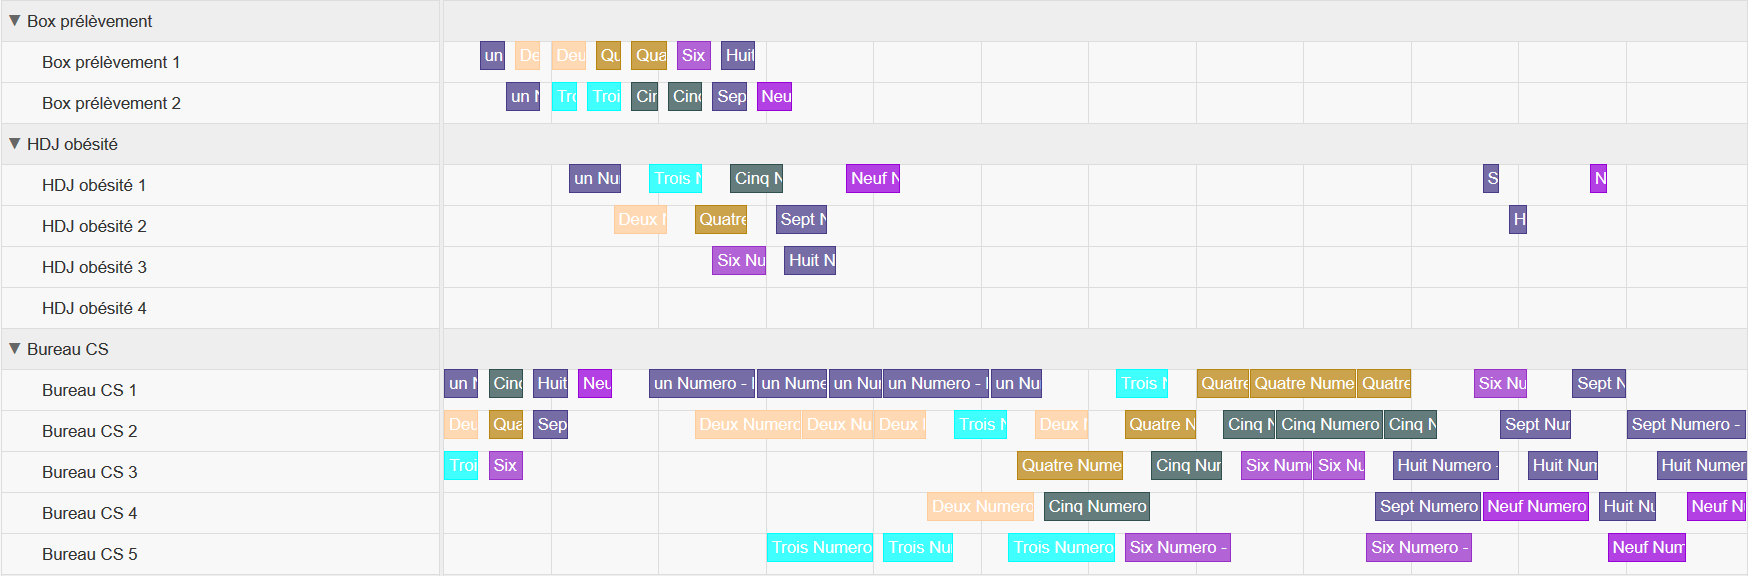 ▼ Box prélèvement
Box prélèvement 1 un De Deu Qu Qua Six Huit
Box prélèvement 2 un N Tro Trois Cin Cinq Sept Neu
▼ HDJ obésité
HDJ obésité 1 un Nu Trois N Cinq N Neuf N S N
HDJ obésité 2 Deux N Quatre Sept N H
HDJ obésité 3 Six Nu Huit N
HDJ obésité 4
▼ Bureau CS
Bureau CS 1 un N Cinq Huit Neu un Numero - un Nume un Nu un Numero - un Nu Trois N Quatre Quatre Nume Quatre Six Nu Sept N
Bureau CS 2 Deu Qua Sep Deux Numero Deux Nu Deux Trois N Deux Quatre N Cinq N Cinq Numero Cinq N Sept Nur Sept Numero -
Bureau CS 3 Troi Six Quatre Nume Cinq Nur Six Nume Six Nu Huit Numero - Huit Num Huit Numer
Bureau CS 4 Deux Numero Cinq Numero Sept Numero Neuf Numero Huit Nu Neuf N
Bureau CS 5 Trois Numero Trois Nu Trois Numero Six Numero - Six Numero - Neuf Num